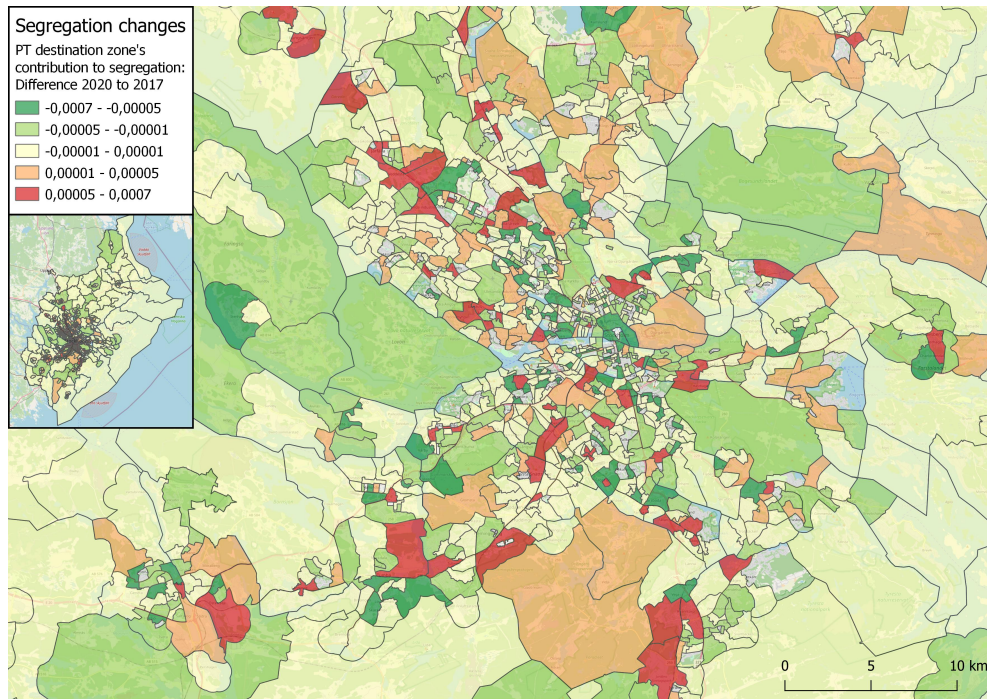 Segregation changes
PT destination zone's
contribution to segregation:
Difference 2020 to 2017
-0,0007 - -0,00005
-0,00005 - -0,00001
-0,00001 - 0,00001
0,00001 - 0,00005
0,00005 - 0,0007
0 5 10 km